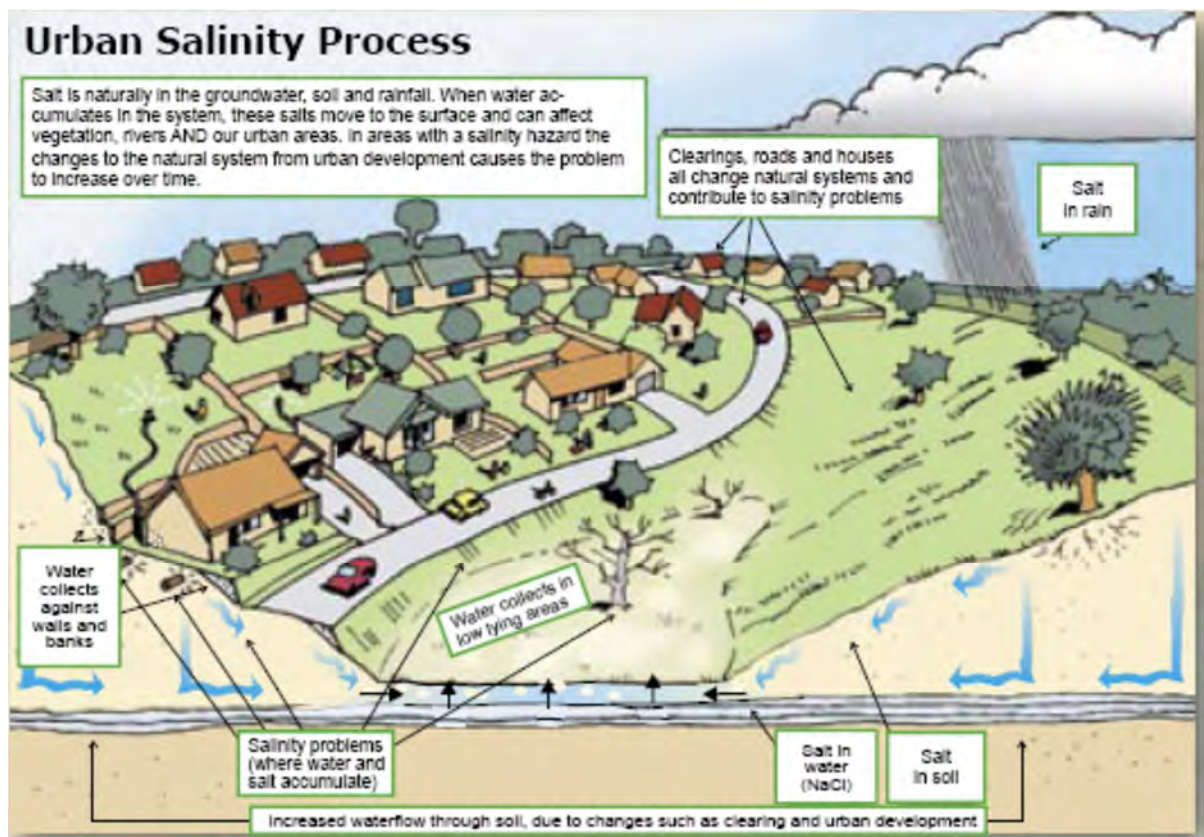 Urban Salinity Process
Salt is naturally in the groundwater, soil and rainfall. When water ac-
cumulates in the system, these salts move to the surface and can affect
vegetation, rivers AND our urban areas. In areas with a salinity hazard the
changes to the natural system from urban development causes the problem
to increase over time.
Clearings, roads and houses
all change natural systems and
contribute to salinity problems
Salt
in rain
Water
collects
against
walls and
banks
Water collects in
low tying areas
Salinity problems
(where water and
salt accumulate)
Salt in
water
(NaCl)
Salt
in soil
Increased waterflow through soil, due to changes such as clearing and urban development